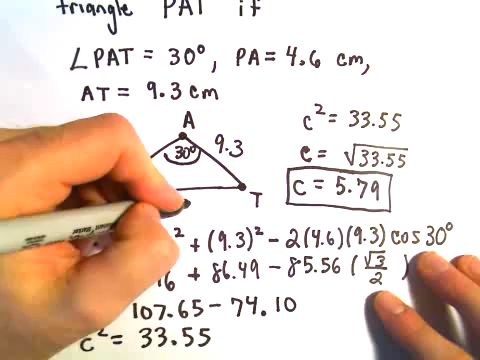 triangle PAT if
∠PAT = 30°, PA = 4.6 cm,
AT = 9.3 cm
A
30°
9.3
T
c² = 33.55
c = √33.55
c = 5.79
² + (9.3)² - 2(4.6)(9.3) cos 30°
16 + 86.49 - 85.56 (√3/2)
107.65 - 74.10
c² = 33.55